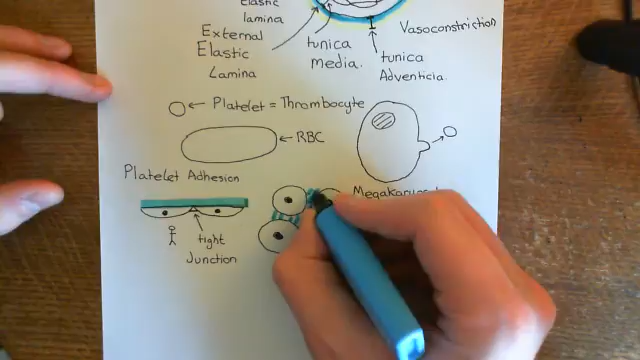 Elastic
lamina
External
Elastic
Lamina
tunica
media.
Vasoconstriction
tunica
Adventicia.
Platelet = Thrombocyte
RBC
Platelet Adhesion
tight
Junction